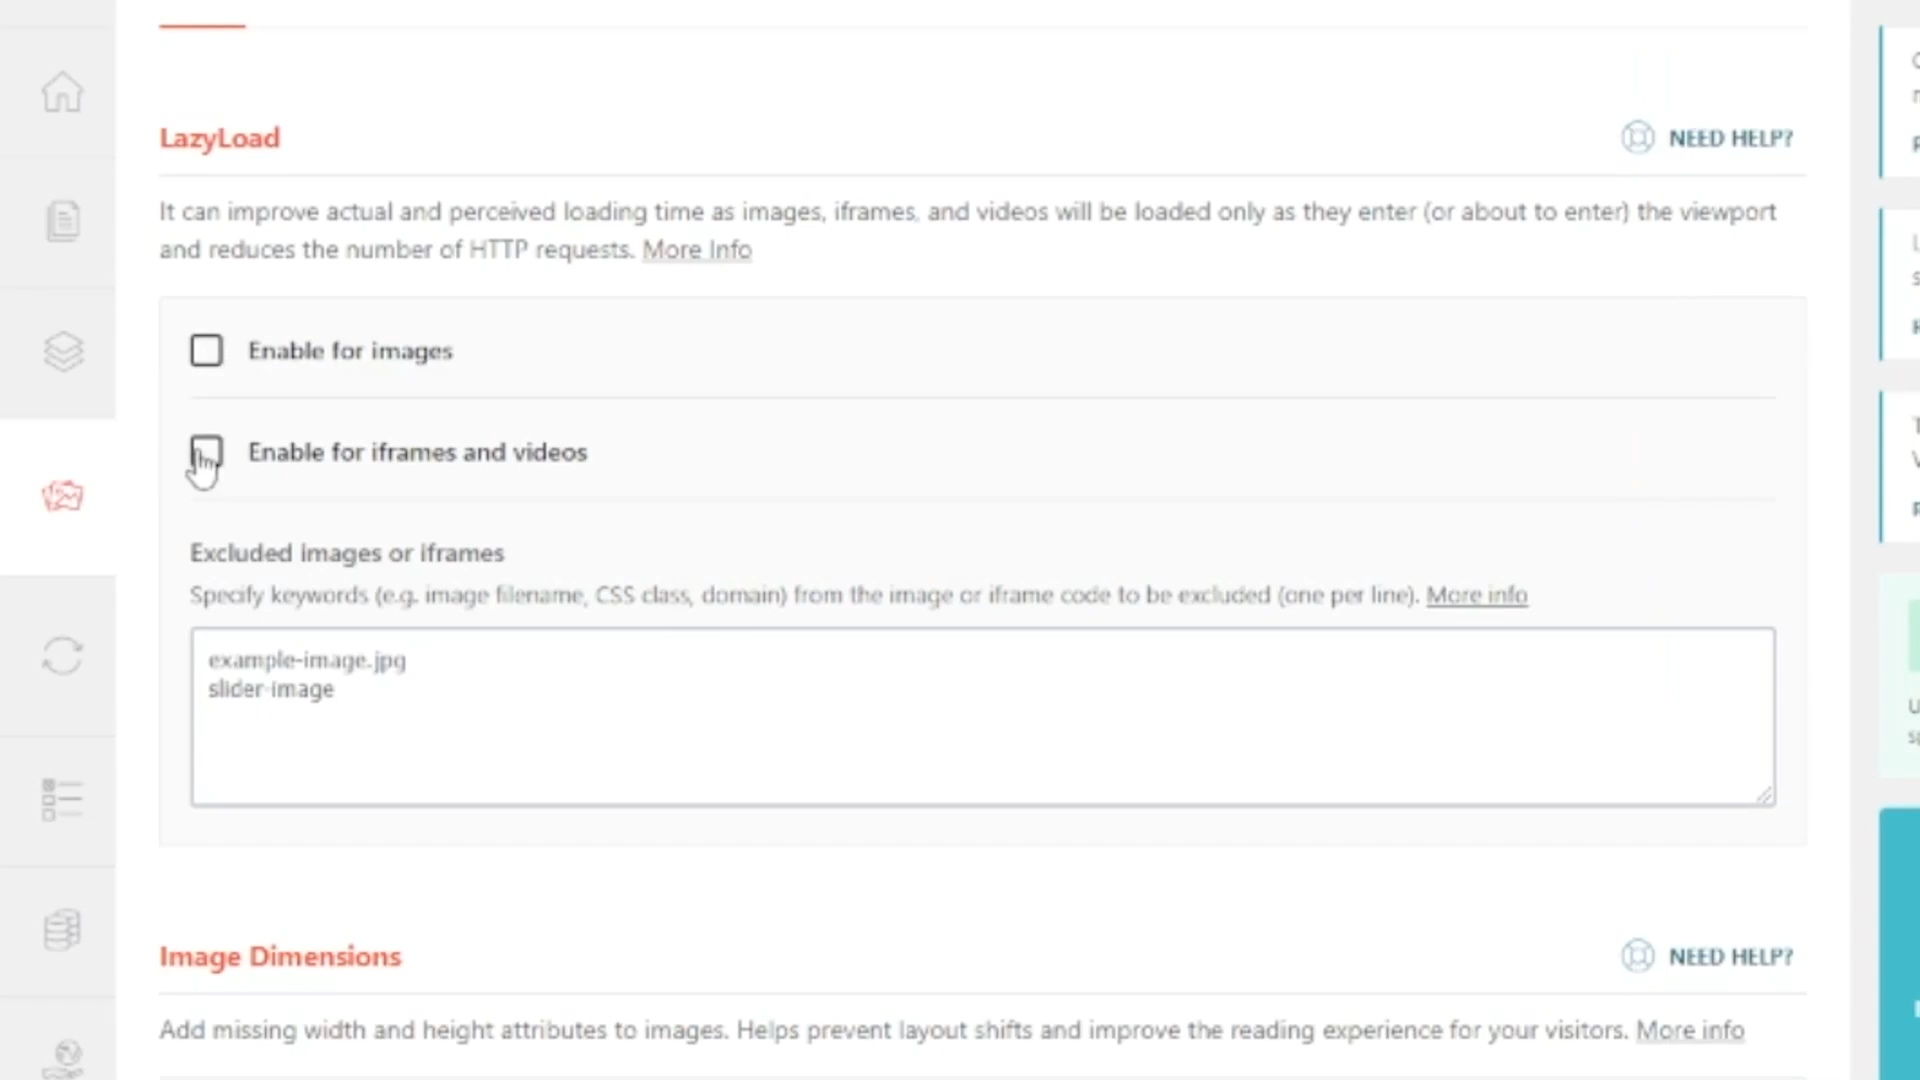 LazyLoad
NEED HELP?
It can improve actual and perceived loading time as images, iframes, and videos will be loaded only as they enter (or about to enter) the viewport
and reduces the number of HTTP requests. More Info
Enable for images
Enable for iframes and videos
Excluded images or iframes
Specify keywords (e.g. image filename, CSS class, domain) from the image or iframe code to be excluded (one per line). More info
example-image.jpg
slider-image
Image Dimensions
NEED HELP?
Add missing width and height attributes to images. Helps prevent layout shifts and improve the reading experience for your visitors. More info